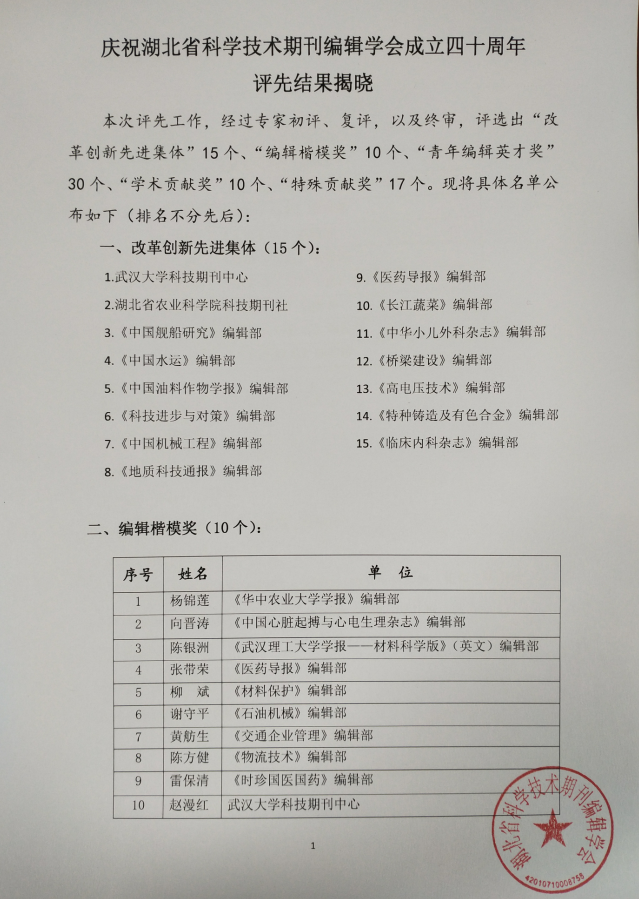 庆祝湖北省科学技术期刊编辑学会成立四十周年
评先结果揭晓
本次评先工作，经过专家初评、复评，以及终审，评选出“改
革创新先进集体”15个、“编辑楷模奖”10个、“青年编辑英才奖”
30个、“学术贡献奖”10个、“特殊贡献奖”17个。现将具体名单公
布如下（排名不分先后）：
一、改革创新先进集体（15个）：
1.武汉大学科技期刊中心
2.湖北省农业科学院科技期刊社
3.《中国舰船研究》编辑部
4.《中国水运》编辑部
5.《中国油料作物学报》编辑部
6.《科技进步与对策》编辑部
7.《中国机械工程》编辑部
8.《地质科技通报》编辑部
9.《医药导报》编辑部
10.《长江蔬菜》编辑部
11.《中华小儿外科杂志》编辑部
12.《桥梁建设》编辑部
13.《高电压技术》编辑部
14.《特种铸造及有色合金》编辑部
15.《临床内科杂志》编辑部
二、编辑楷模奖（10个）：
序号 姓名 单 位
1 杨锦莲 《华中农业大学学报》编辑部
2 向晋涛 《中国心脏起搏与心电生理杂志》编辑部
3 陈银洲 《武汉理工大学学报——材料科学版》（英文）编辑部
4 张带荣 《医药导报》编辑部
5 柳 斌 《材料保护》编辑部
6 谢守平 《石油机械》编辑部
7 黄舫生 《交通企业管理》编辑部
8 陈方健 《物流技术》编辑部
9 雷保清 《时珍国医国药》编辑部
10 赵漫红 武汉大学科技期刊中心
湖北省科学技术期刊编辑学会
42010710008755
1